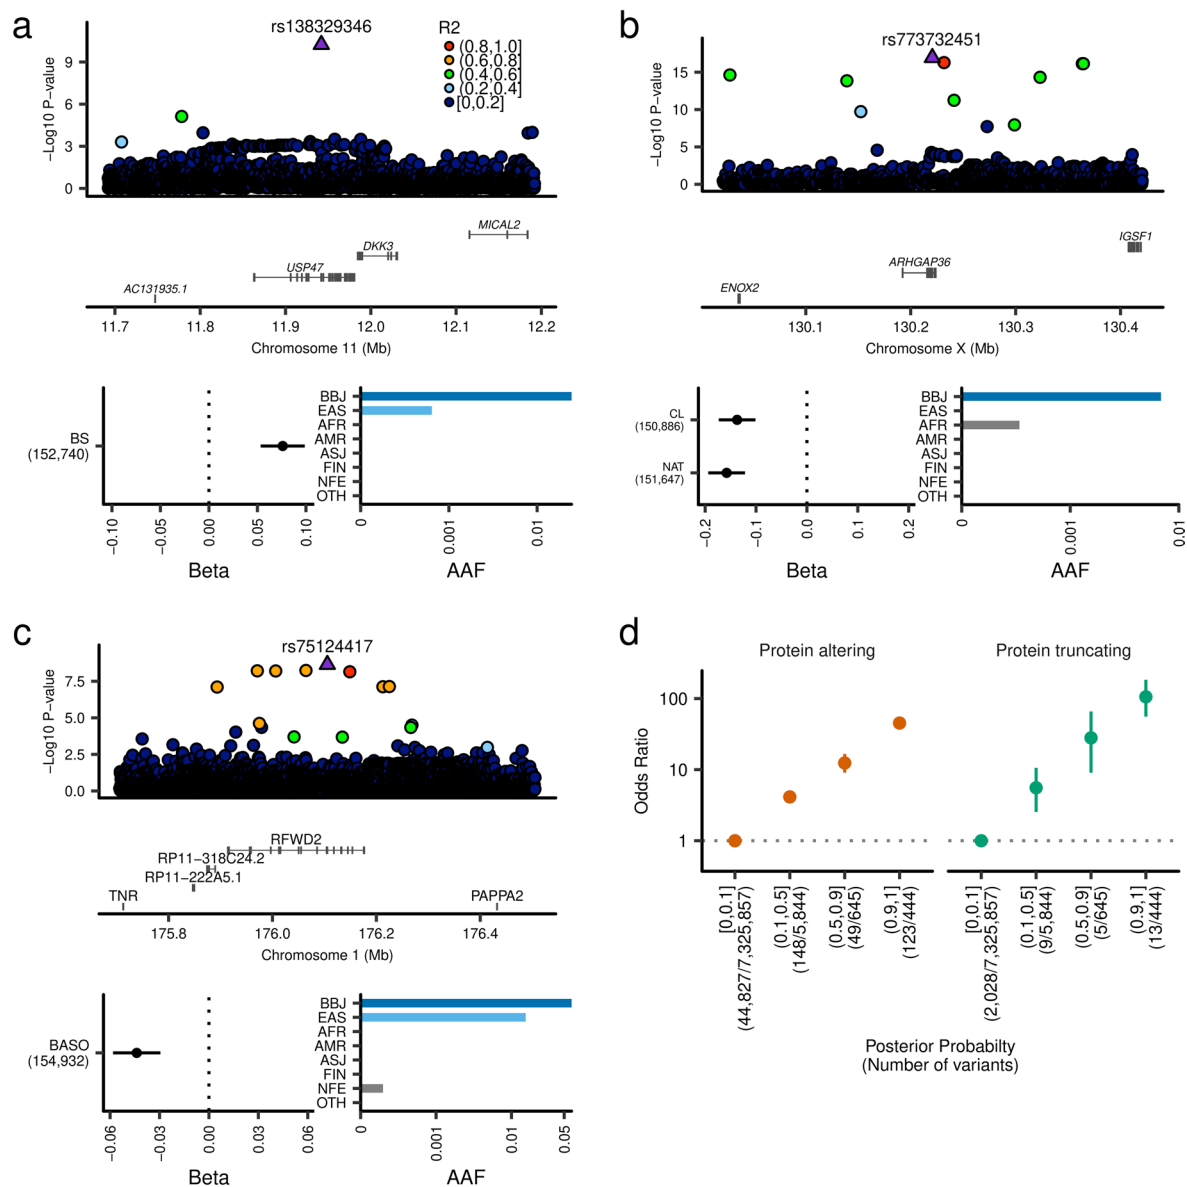 a
rs138329346
R2
(0.8,1.0]
(0.6,0.8]
(0.4,0.6]
(0.2,0.4]
[0,0.2]
−Log10 P−value
9
6
3
0
MICAL2
DKK3
USP47
AC131935.1
11.7 11.8 11.9 12.0 12.1 12.2
Chromosome 11 (Mb)
BS
(152,740)
−0.10 −0.05 0.00 0.05 0.10
Beta
BBJ
EAS
AFR
AMR
ASJ
FIN
NFE
OTH
0 0.001 0.01
AAF
b
rs773732451
−Log10 P−value
15
10
5
0
IGSF1
ARHGAP36
ENOX2
130.1 130.2 130.3 130.4
Chromosome X (Mb)
CL
(150,886)
NAT
(151,647)
−0.2 −0.1 0.0 0.1 0.2
Beta
BBJ
EAS
AFR
AMR
ASJ
FIN
NFE
OTH
0 0.001 0.01
AAF
c
rs75124417
−Log10 P−value
7.5
5.0
2.5
0.0
RFWD2
RP11−318C24.2
RP11−222A5.1
TNR PAPPA2
175.8 176.0 176.2 176.4
Chromosome 1 (Mb)
BASO
(154,932)
−0.06 −0.03 0.00 0.03 0.06
Beta
BBJ
EAS
AFR
AMR
ASJ
FIN
NFE
OTH
0 0.001 0.01 0.05
AAF
d
Protein altering Protein truncating
Odds Ratio
100
10
1
[0,0.1]
(44,827/7,325,857)
(0.1,0.5]
(148/5,844)
(0.5,0.9]
(49/645)
(0.9,1]
(123/444)
[0,0.1]
(2,028/7,325,857)
(0.1,0.5]
(9/5,844)
(0.5,0.9]
(5/645)
(0.9,1]
(13/444)
Posterior Probabilty
(Number of variants)